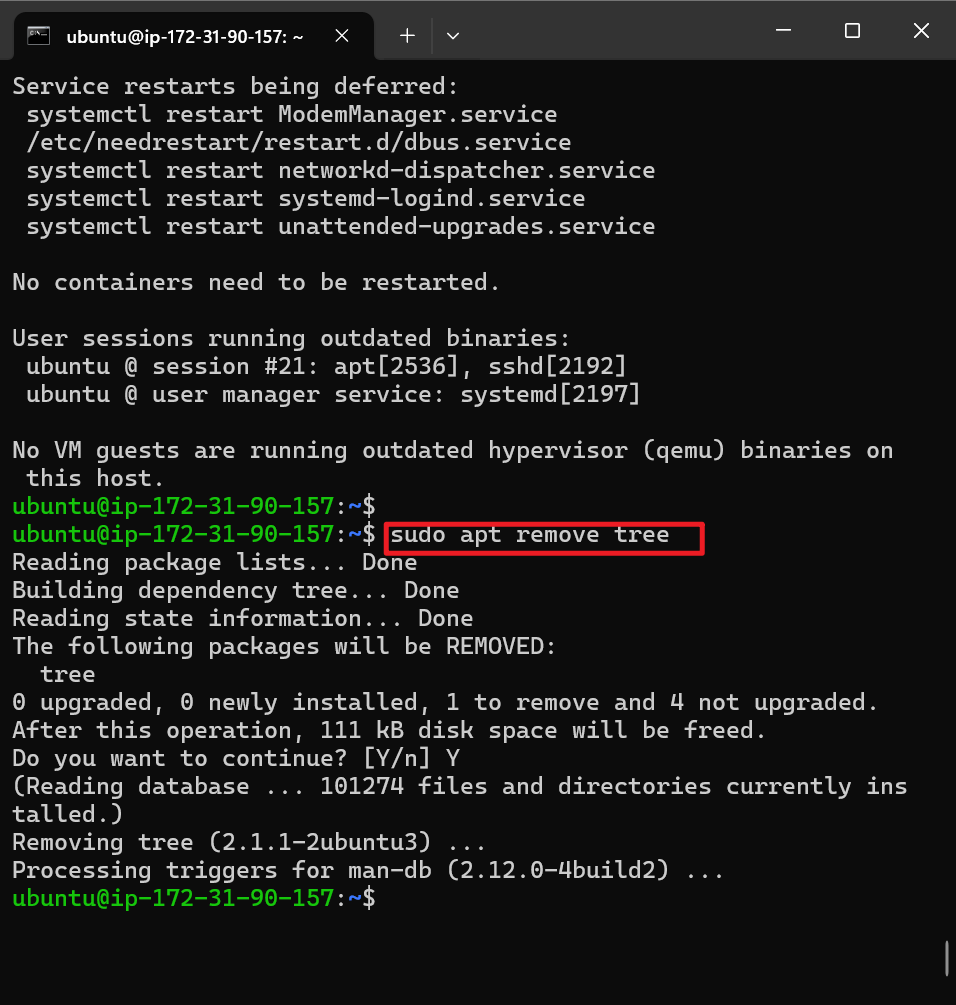 ubuntu@ip-172-31-90-157: ~
Service restarts being deferred:
systemctl restart ModemManager.service
/etc/needrestart/restart.d/dbus.service
systemctl restart networkd-dispatcher.service
systemctl restart systemd-logind.service
systemctl restart unattended-upgrades.service
No containers need to be restarted.
User sessions running outdated binaries:
ubuntu @ session #21: apt[2536], sshd[2192]
ubuntu @ user manager service: systemd[2197]
No VM guests are running outdated hypervisor (qemu) binaries on
this host.
ubuntu@ip-172-31-90-157:~$
ubuntu@ip-172-31-90-157:~$ sudo apt remove tree
Reading package lists... Done
Building dependency tree... Done
Reading state information... Done
The following packages will be REMOVED:
tree
0 upgraded, 0 newly installed, 1 to remove and 4 not upgraded.
After this operation, 111 kB disk space will be freed.
Do you want to continue? [Y/n] Y
(Reading database ... 101274 files and directories currently ins
talled.)
Removing tree (2.1.1-2ubuntu3) ...
Processing triggers for man-db (2.12.0-4build2) ...
ubuntu@ip-172-31-90-157:~$